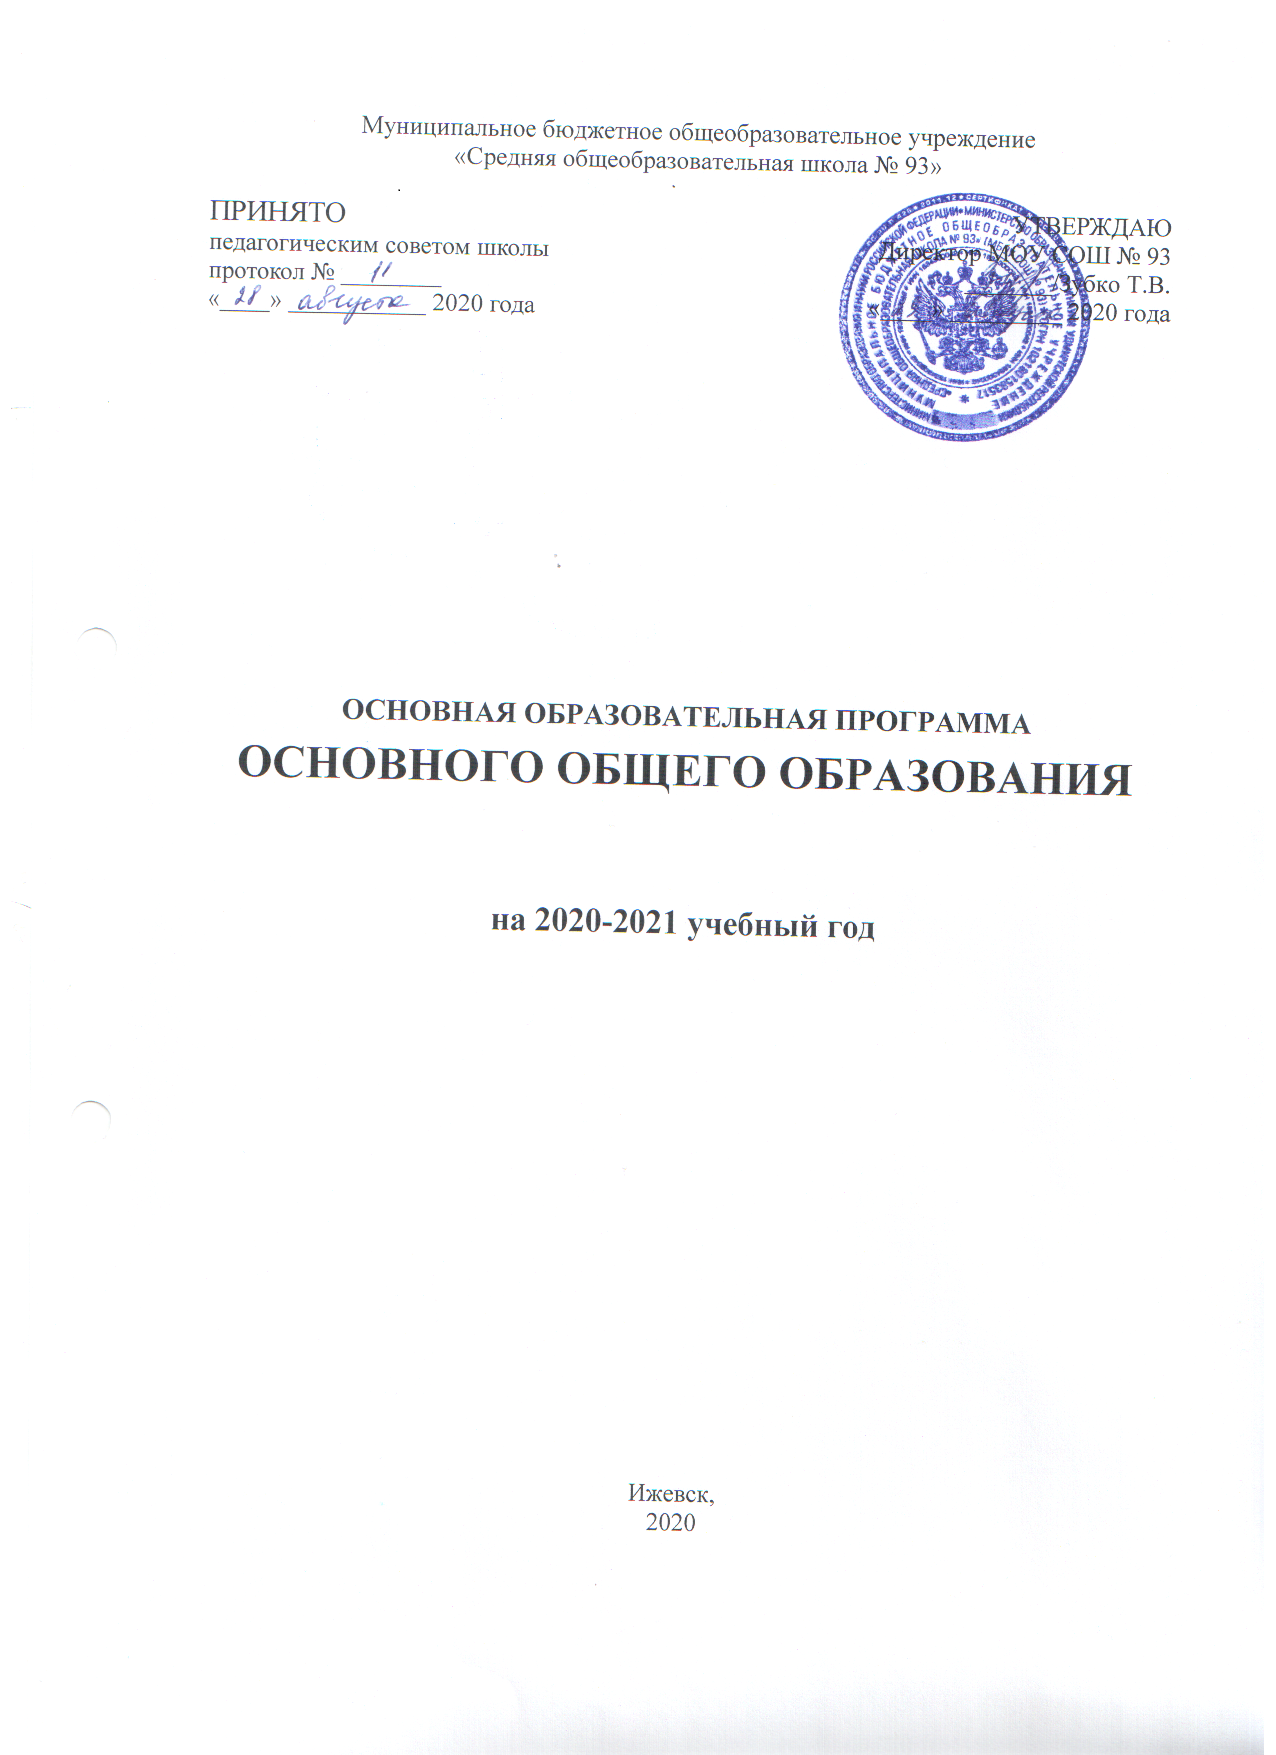 Муниципальное бюджетное общеобразовательное учреждение
«Средняя общеобразовательная школа № 93»
ПРИНЯТО
педагогическим советом школы
протокол № 11
«28» августа 2020 года
УТВЕРЖДАЮ
Директор МОУ СОШ № 93
Зубко Т.В.
2020 года
ОСНОВНАЯ ОБРАЗОВАТЕЛЬНАЯ ПРОГРАММА
ОСНОВНОГО ОБЩЕГО ОБРАЗОВАНИЯ
на 2020-2021 учебный год
Ижевск,
2020